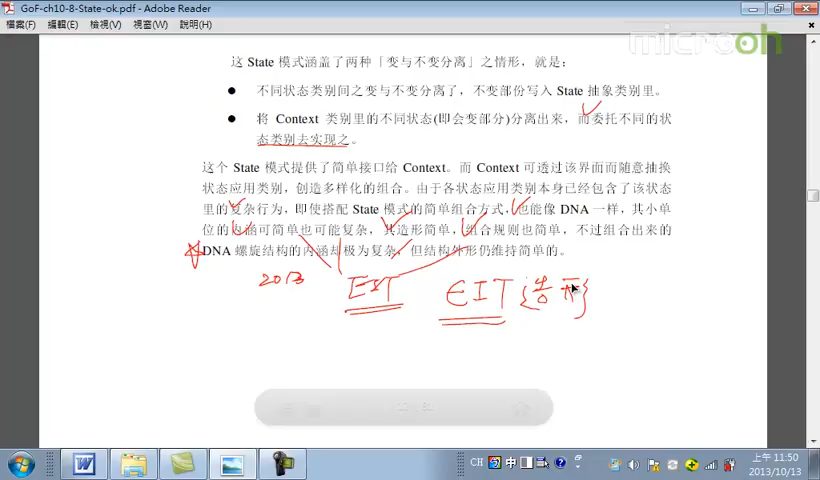 GoF-ch10-8-State-ok.pdf - Adobe Reader
檔案(F) 編輯(E) 檢視(V) 視窗(W) 說明(H)
microoh
这 State 模式涵盖了两种「变与不变分离」之情形，就是：
● 不同状态类别间之变与不变分离了，不变部份写入 State 抽象类别里。
● 将 Context 类别里的不同状态(即会变部分)分离出来，而委托不同的状
态类别去实现之。
这个 State 模式提供了简单接口给 Context。而 Context 可透过该界面而随意抽换
状态应用类别，创造多样化的组合。由于各状态应用类别本身已经包含了该状态
里的复杂行为，即使搭配 State 模式的简单组合方式，也能像 DNA 一样，其小单
位的内涵可简单也可能复杂，其造形简单，组合规则也简单，不过组合出来的
DNA 螺旋结构的内涵却极为复杂，但结构外形仍维持简单的。
2013 EIT EIT 造形
CH 中
上午 11:50
2013/10/13